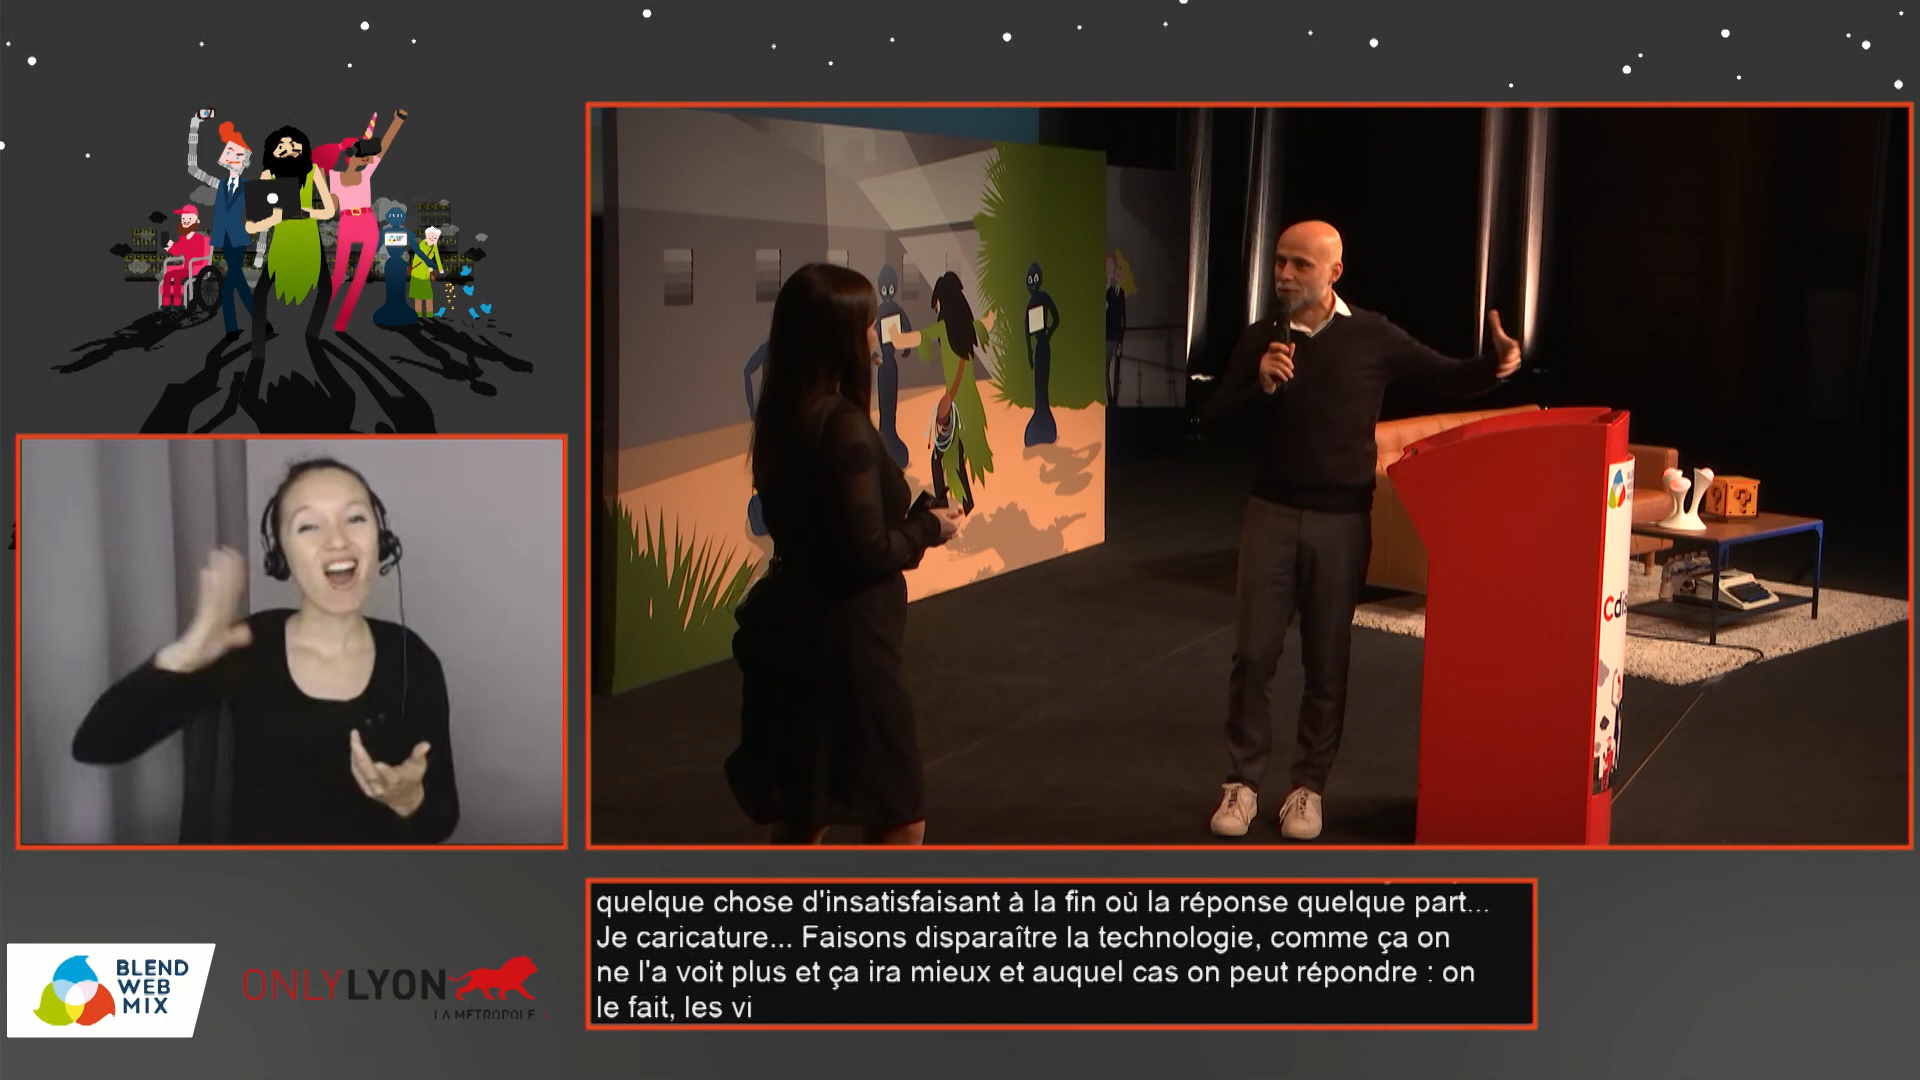 Cdis
quelque chose d'insatisfaisant à la fin où la réponse quelque part...
Je caricature... Faisons disparaître la technologie, comme ça on
ne l'a voit plus et ça ira mieux et auquel cas on peut répondre : on
le fait, les vi
BLEND
WEB
MIX
ONLYLYON
LA METROPOLE